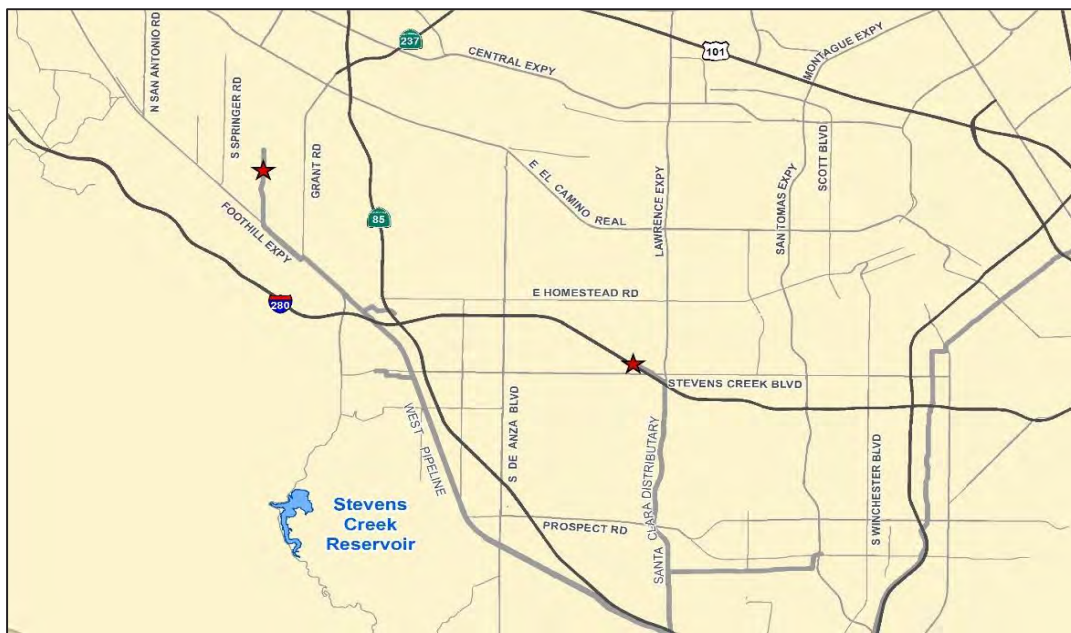 N SAN ANTONIO RD
237
CENTRAL EXPY
101
MONTAGUE EXPY
S SPRINGER RD
GRANT RD
SCOTT BLVD
E EL CAMINO REAL
LAWRENCE EXPY
SAN TOMAS EXPY
FOOTHILL EXPY
85
280
E HOMESTEAD RD
STEVENS CREEK BLVD
WEST PIPELINE
S DE ANZA BLVD
SANTA CLARA DISTRIBUTARY
S WINCHESTER BLVD
Stevens
Creek
Reservoir
PROSPECT RD